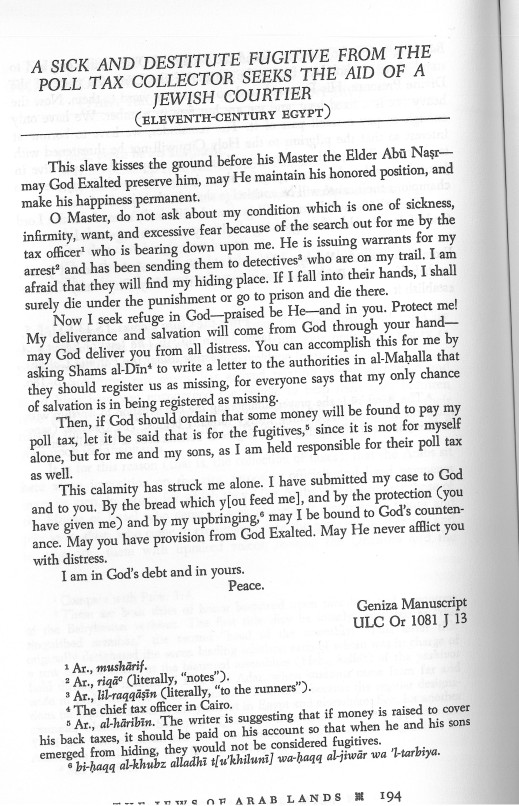 A SICK AND DESTITUTE FUGITIVE FROM THE
POLL TAX COLLECTOR SEEKS THE AID OF A
JEWISH COURTIER
(ELEVENTH-CENTURY EGYPT)
This slave kisses the ground before his Master the Elder Abū Naṣr—
may God Exalted preserve him, may He maintain his honored position, and
make his happiness permanent.
O Master, do not ask about my condition which is one of sickness,
infirmity, want, and excessive fear because of the search out for me by the
tax officer¹ who is bearing down upon me. He is issuing warrants for my
arrest² and has been sending them to detectives³ who are on my trail. I am
afraid that they will find my hiding place. If I fall into their hands, I shall
surely die under the punishment or go to prison and die there.
Now I seek refuge in God—praised be He—and in you. Protect me!
My deliverance and salvation will come from God through your hand—
may God deliver you from all distress. You can accomplish this for me by
asking Shams al-Dīn⁴ to write a letter to the authorities in al-Maḥalla that
they should register us as missing, for everyone says that my only chance
of salvation is in being registered as missing.
Then, if God should ordain that some money will be found to pay my
poll tax, let it be said that is for the fugitives,⁵ since it is not for myself
alone, but for me and my sons, as I am held responsible for their poll tax
as well.
This calamity has struck me alone. I have submitted my case to God
and to you. By the bread which y[ou feed me], and by the protection (you
have given me) and by my upbringing,⁶ may I be bound to God's counten-
ance. May you have provision from God Exalted. May He never afflict you
with distress.
I am in God's debt and in yours.
Peace.
Geniza Manuscript
ULC Or 1081 J 13
¹ Ar., mushārif.
² Ar., riqāʿ (literally, "notes").
³ Ar., lil-raqqāṣīn (literally, "to the runners").
⁴ The chief tax officer in Cairo.
⁵ Ar., al-hāribīn. The writer is suggesting that if money is raised to cover
his back taxes, it should be paid on his account so that when he and his sons
emerged from hiding, they would not be considered fugitives.
⁶ bi-ḥaqq al-khubz alladhī t[u'khilunī] wa-ḥaqq al-jiwār wa 'l-tarbiya.
THE JEWS OF ARAB LANDS ※ 194